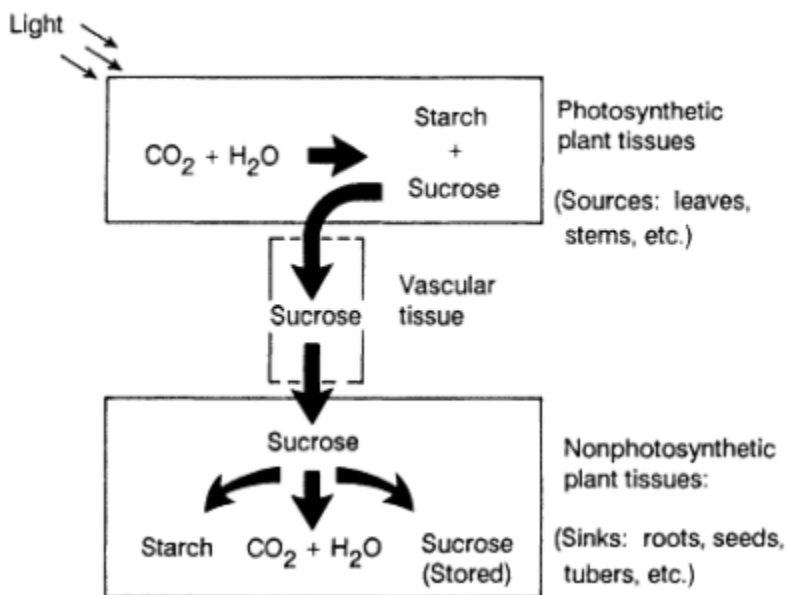 Light
CO₂ + H₂O
Starch
+
Sucrose
Photosynthetic
plant tissues
(Sources: leaves,
stems, etc.)
Sucrose
Vascular
tissue
Sucrose
Starch
CO₂ + H₂O
Sucrose
(Stored)
Nonphotosynthetic
plant tissues:
(Sinks: roots, seeds,
tubers, etc.)